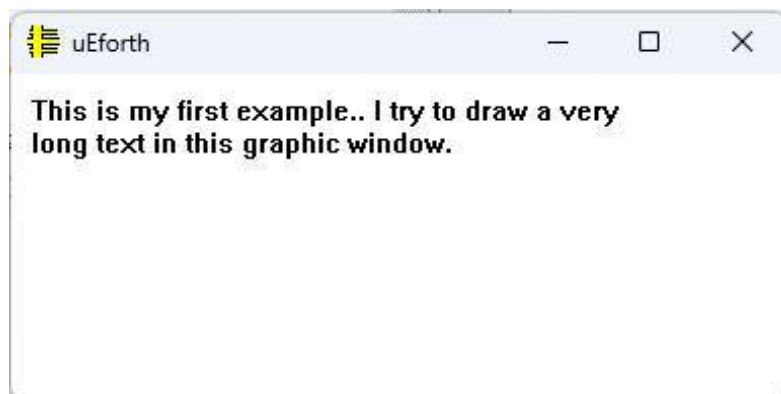 uEforth
This is my first example.. I try to draw a very
long text in this graphic window.